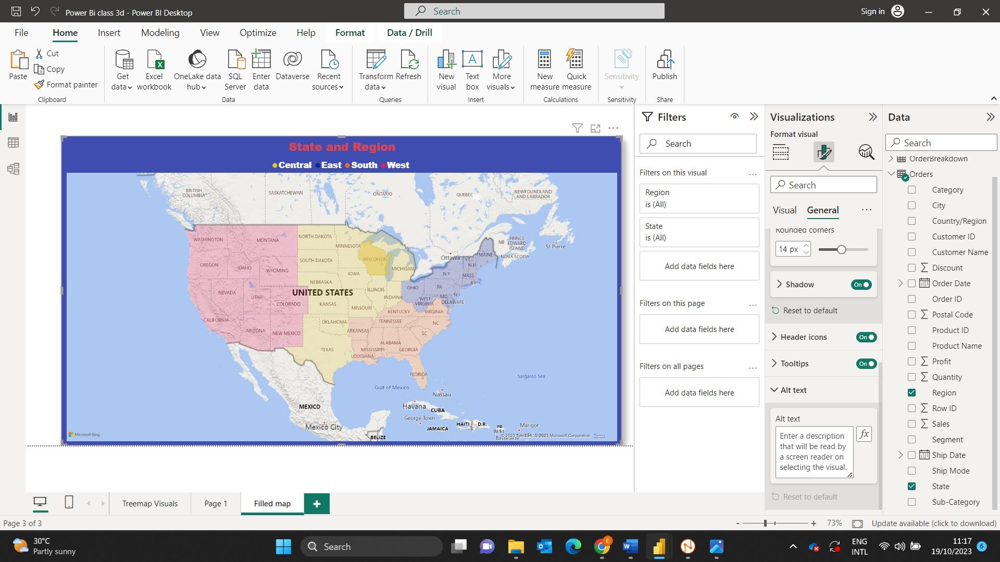 Power Bi class 3d - Power BI Desktop
Search
Sign in
File Home Insert Modeling View Optimize Help Format Data / Drill
Paste
Cut
Copy
Format painter
Clipboard
Get data
Excel workbook
OneLake data hub
SQL Server
Enter data
Dataverse
Recent sources
Data
Transform data
Refresh
Queries
New visual
Text box
More visuals
Insert
New measure
Quick measure
Calculations
Sensitivity
Sensitivity
Publish
Share
State and Region
Central East South West
BRITISH COLUMBIA
SASKATCHEWAN
ONTARIO
QUEBEC
NEWFOUNDLAND AND LABRADOR
WASHINGTON
MONTANA
NORTH DAKOTA
MINNESOTA
NB
PRINCE EDWARD ISLAND
St-Pierre
OREGON
IDAHO
WYOMING
SOUTH DAKOTA
WISCONSIN
MICHIGAN
Ottawa
VT
MAINE
NOVA SCOTIA
N H
N.Y.
MASS.
R I
IOWA
NEBRASKA
NEVADA
UTAH
COLORADO
UNITED STATES
ILLINOIS
INDIANA
OHIO
PA
NJ
MD
DELAWARE
WEST VIRGINIA
KANSAS
MISSOURI
KENTUCKY
VIRGINIA
CALIFORNIA
ARIZONA
NEW MEXICO
OKLAHOMA
ARKANSAS
TENNESSEE
NC
SC
TEXAS
ALABAMA
MISSISSIPPI
GEORGIA
LOUISIANA
FLORIDA
Sargasso Sea
Gulf of Mexico
Nassau
MEXICO
Havana
CUBA
George Town
Mexico City
JAMAICA
HAITI
D.R.
PR (U.S.)
Marigot
BELIZE
Basseterre
Microsoft Bing
© 2023 TomTom, © 2023 Microsoft Corporation Terms
Filters
Search
Filters on this visual
...
Region
is (All)
State
is (All)
Add data fields here
Filters on this page
...
Add data fields here
Filters on all pages
...
Add data fields here
Visualizations
Format visual
Search
Visual General ...
Rounded corners
14 px
Shadow On
Reset to default
Header icons On
Tooltips On
Alt text
Alt text
Enter a description
that will be read by
a screen reader on
selecting the visual.
fx
Reset to default
Data
Search
OrderBreakdown
Orders
Category
City
Country/Region
Customer ID
Customer Name
Discount
Order Date
Order ID
Postal Code
Product ID
Product Name
Profit
Quantity
Region
Row ID
Sales
Segment
Ship Date
Ship Mode
State
Sub-Category
Treemap Visuals Page 1 Filled map +
Page 3 of 3
- + 73%
Update available (click to download)
30°C
Partly sunny
Search
E
ENG
INTL
11:17
19/10/2023
6